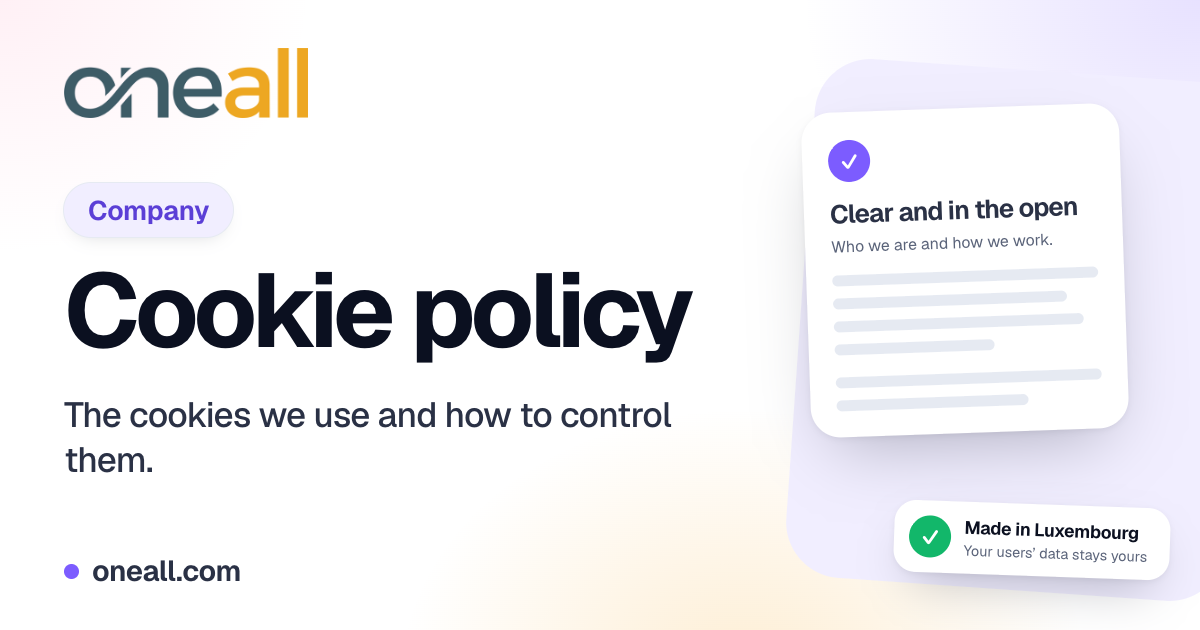 oneall
Company
Cookie policy
The cookies we use and how to control
them.
oneall.com
Clear and in the open
Who we are and how we work.
Made in Luxembourg
Your users’ data stays yours